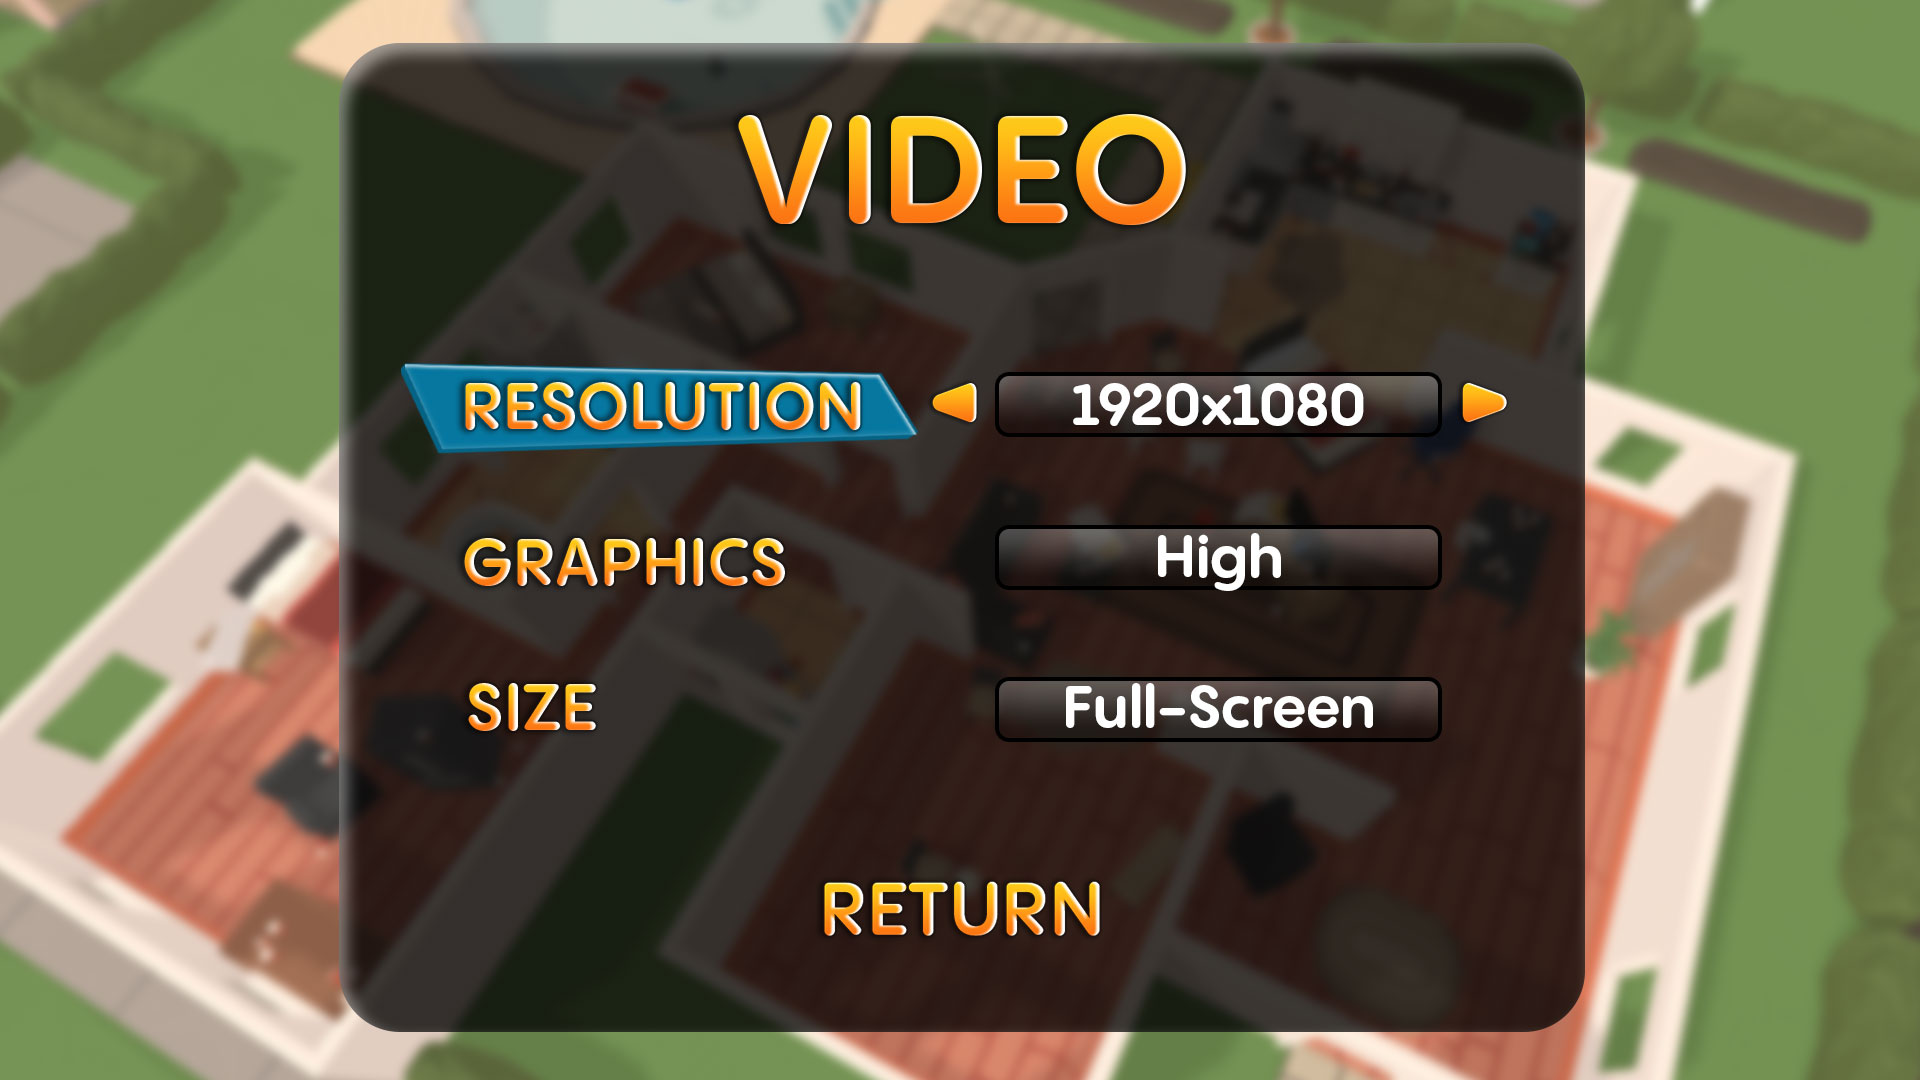 VIDEO
RESOLUTION 1920x1080
GRAPHICS High
SIZE Full-Screen
RETURN